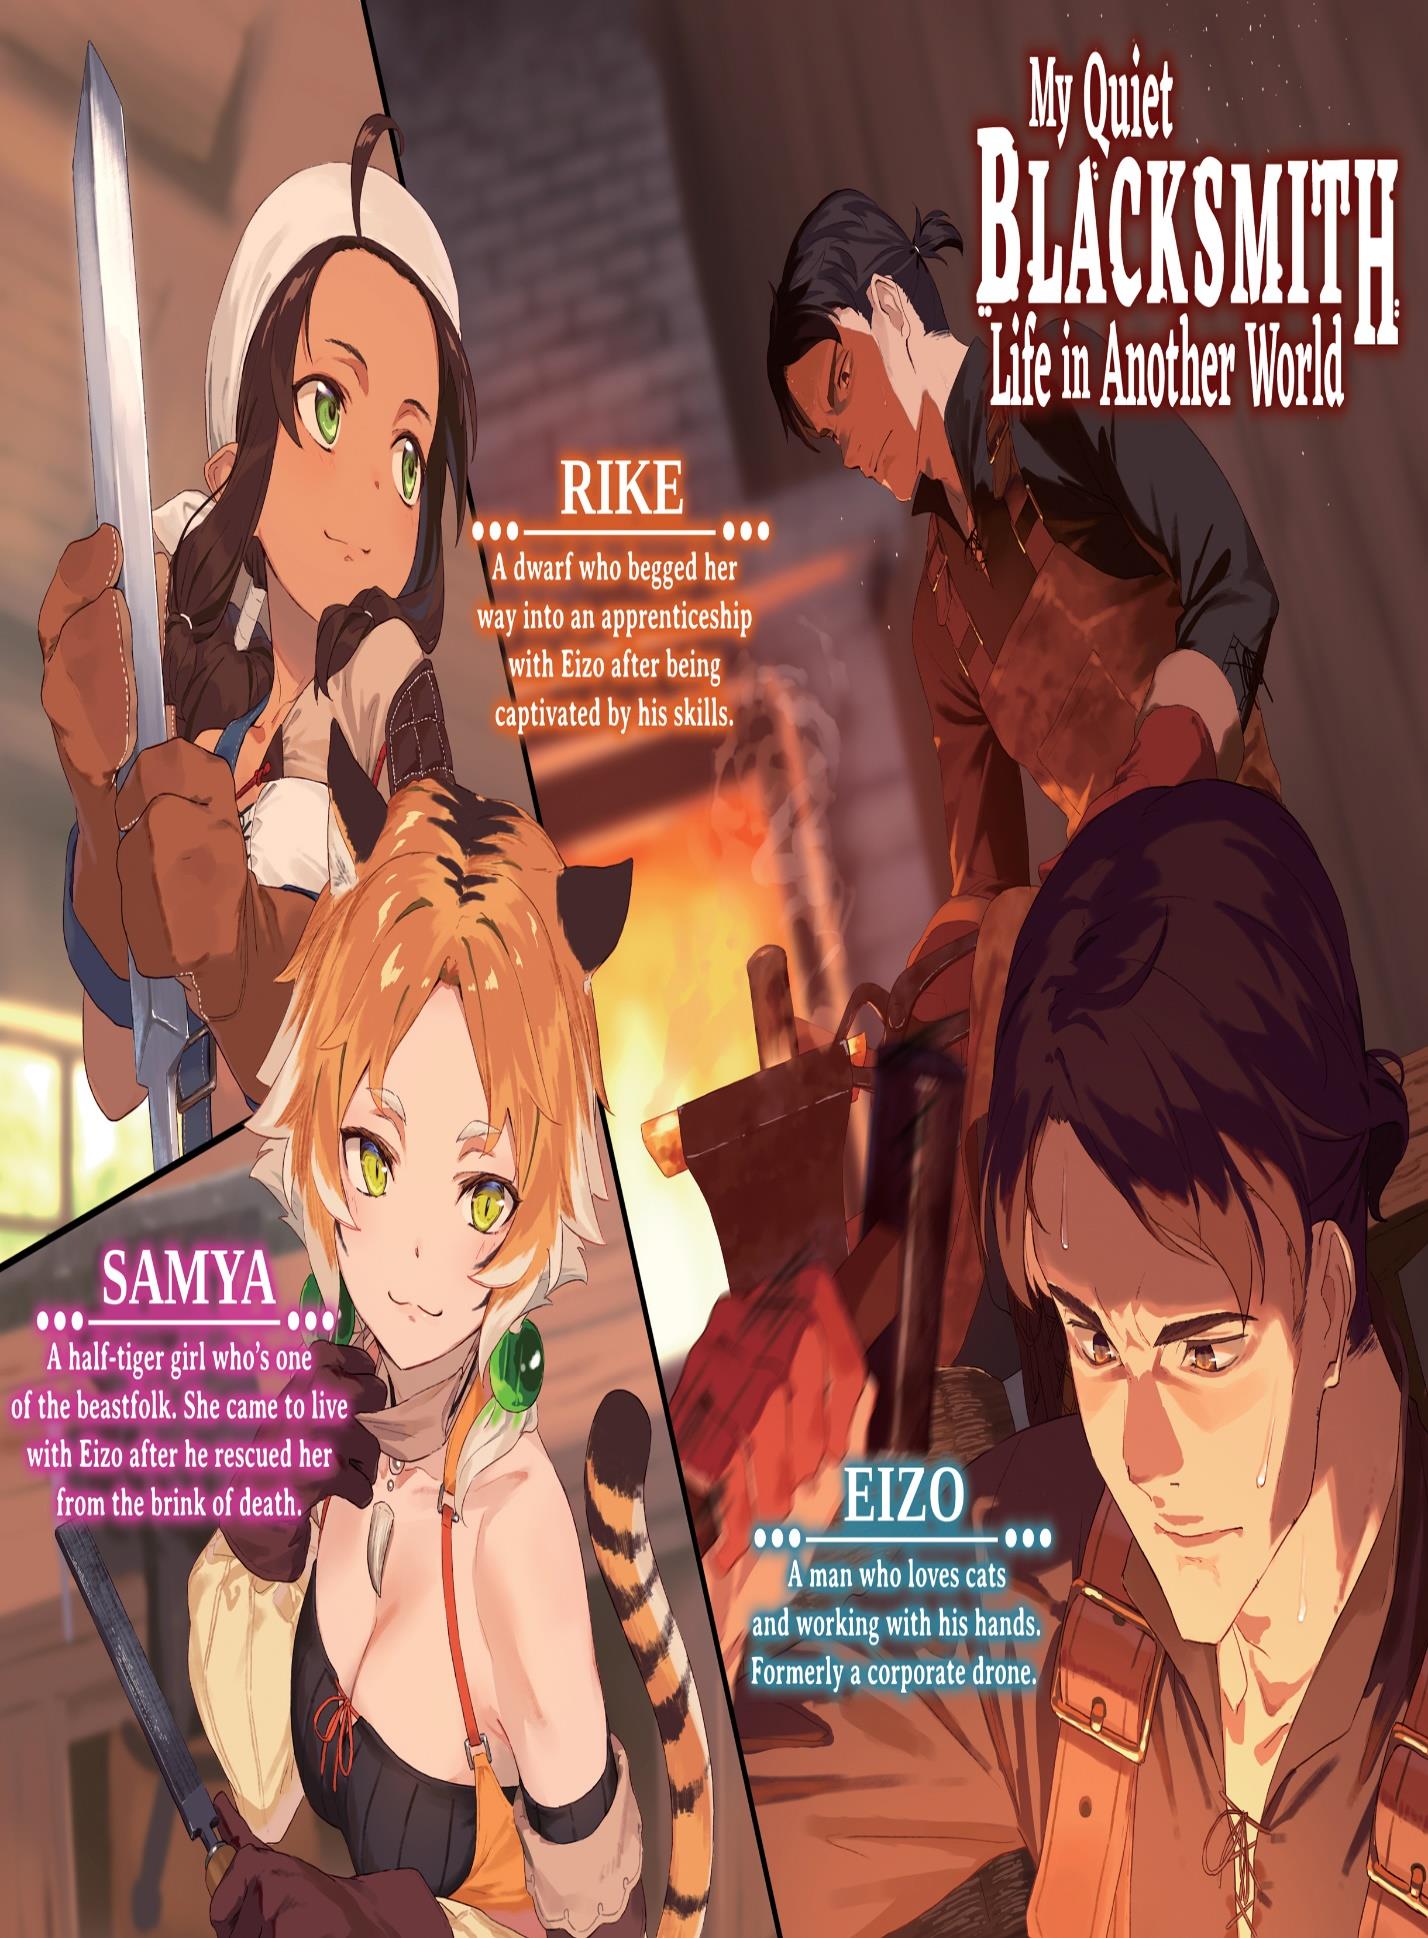 My Quiet
BLACKSMITH
Life in Another World
RIKE
A dwarf who begged her
way into an apprenticeship
with Eizo after being
captivated by his skills.
SAMYA
A half-tiger girl who's one
of the beastfolk. She came to live
with Eizo after he rescued her
from the brink of death.
EIZO
A man who loves cats
and working with his hands.
Formerly a corporate drone.